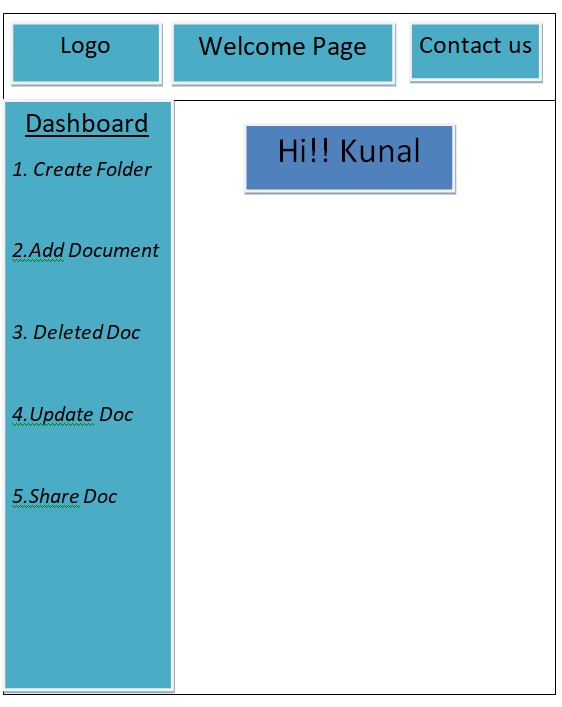 Logo
Welcome Page
Contact us
Dashboard
1. Create Folder
2.Add Document
3. Deleted Doc
4.Update Doc
5.Share Doc
Hi!! Kunal